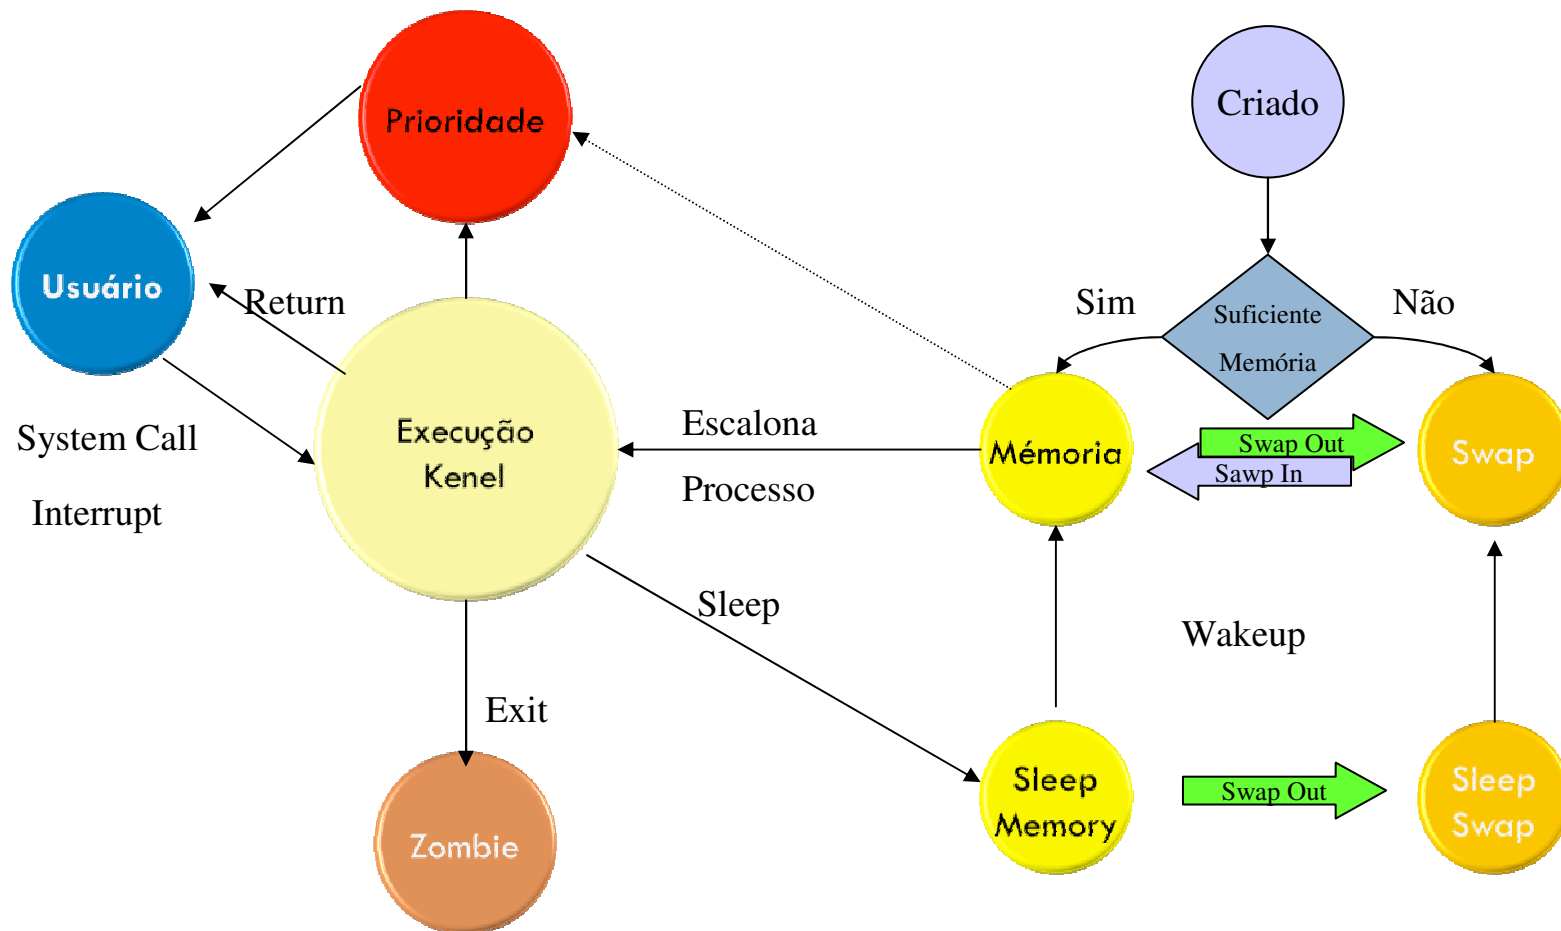 Prioridade
Criado
Usuário
Return
Sim
Suficiente
Memória
Não
System Call
Interrupt
Execução
Kenel
Escalona
Processo
Mémoria
Swap Out
Sawp In
Swap
Sleep
Wakeup
Exit
Zombie
Sleep
Memory
Swap Out
Sleep
Swap